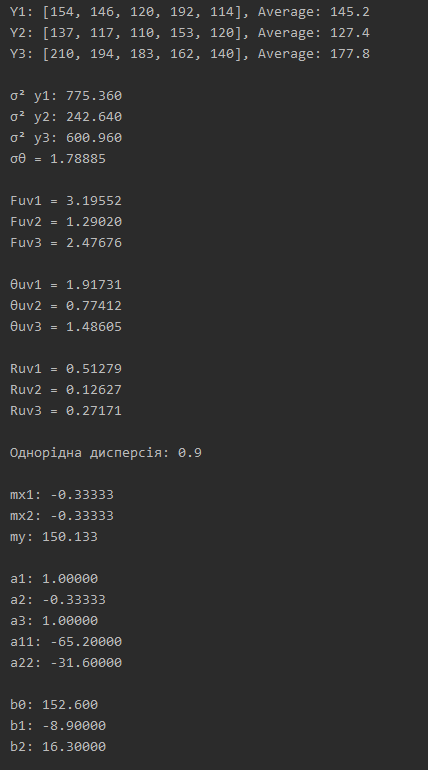 Y1: [154, 146, 120, 192, 114], Average: 145.2
Y2: [137, 117, 110, 153, 120], Average: 127.4
Y3: [210, 194, 183, 162, 140], Average: 177.8
σ² y1: 775.360
σ² y2: 242.640
σ² y3: 600.960
σθ = 1.78885
Fuv1 = 3.19552
Fuv2 = 1.29020
Fuv3 = 2.47676
θuv1 = 1.91731
θuv2 = 0.77412
θuv3 = 1.48605
Ruv1 = 0.51279
Ruv2 = 0.12627
Ruv3 = 0.27171
Однорідна дисперсія: 0.9
mx1: -0.33333
mx2: -0.33333
my: 150.133
a1: 1.00000
a2: -0.33333
a3: 1.00000
a11: -65.20000
a22: -31.60000
b0: 152.600
b1: -8.90000
b2: 16.30000